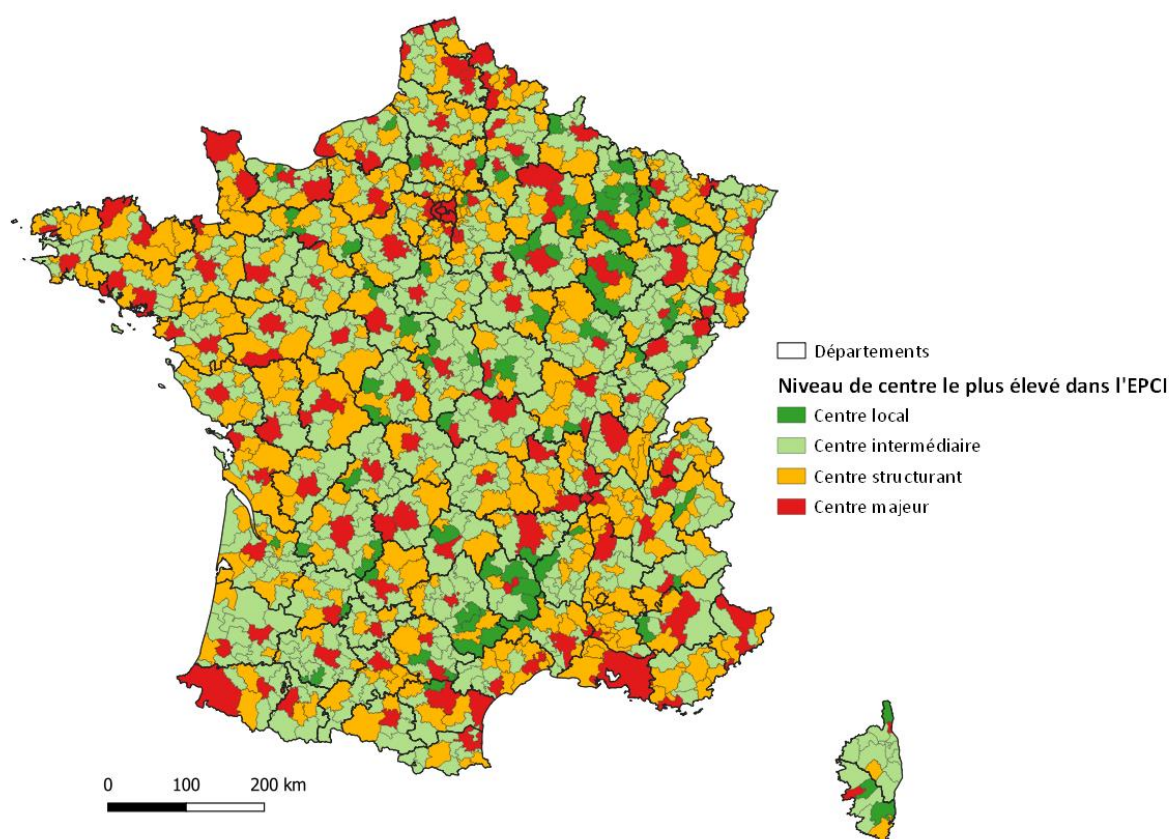 Départements
Niveau de centre le plus élevé dans l'EPCI
Centre local
Centre intermédiaire
Centre structurant
Centre majeur
0 100 200 km